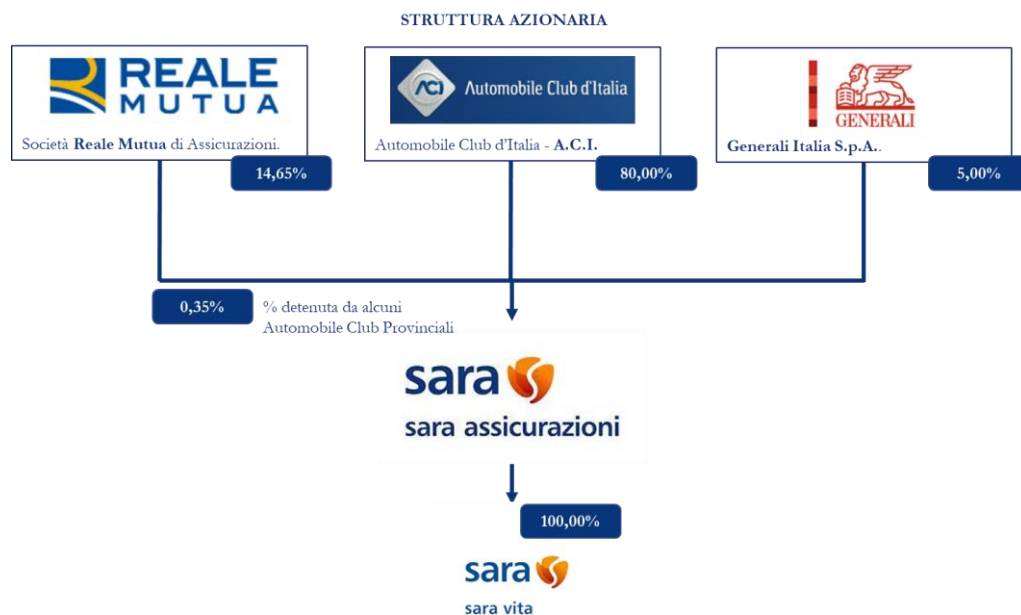 STRUTTURA AZIONARIA
REALE
MUTUA
Società Reale Mutua di Assicurazioni.
14,65%
ACI Automobile Club d'Italia
Automobile Club d'Italia - A.C.I.
80,00%
GENERALI
Generali Italia S.p.A..
5,00%
0,35% % detenuta da alcuni
Automobile Club Provinciali
sara
sara assicurazioni
100,00%
sara
sara vita